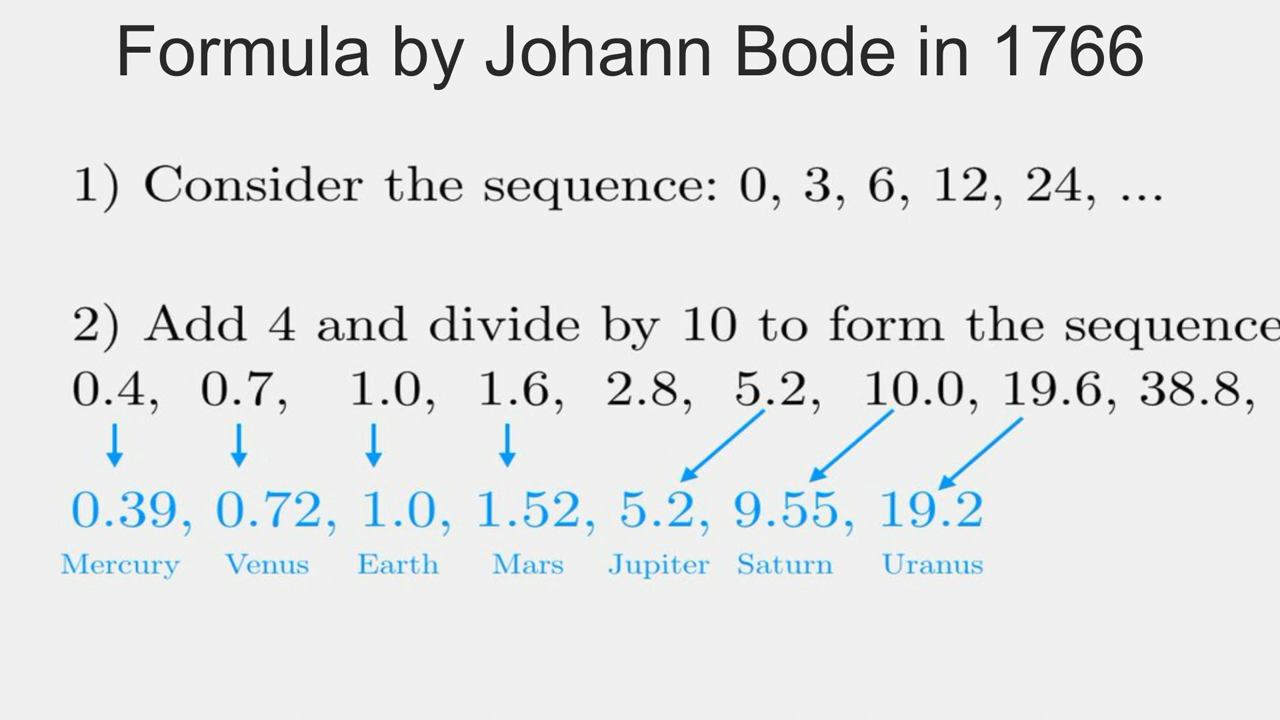 Formula by Johann Bode in 1766
1) Consider the sequence: 0, 3, 6, 12, 24, ...
2) Add 4 and divide by 10 to form the sequence
0.4, 0.7, 1.0, 1.6, 2.8, 5.2, 10.0, 19.6, 38.8,
0.39, 0.72, 1.0, 1.52, 5.2, 9.55, 19.2
Mercury Venus Earth Mars Jupiter Saturn Uranus